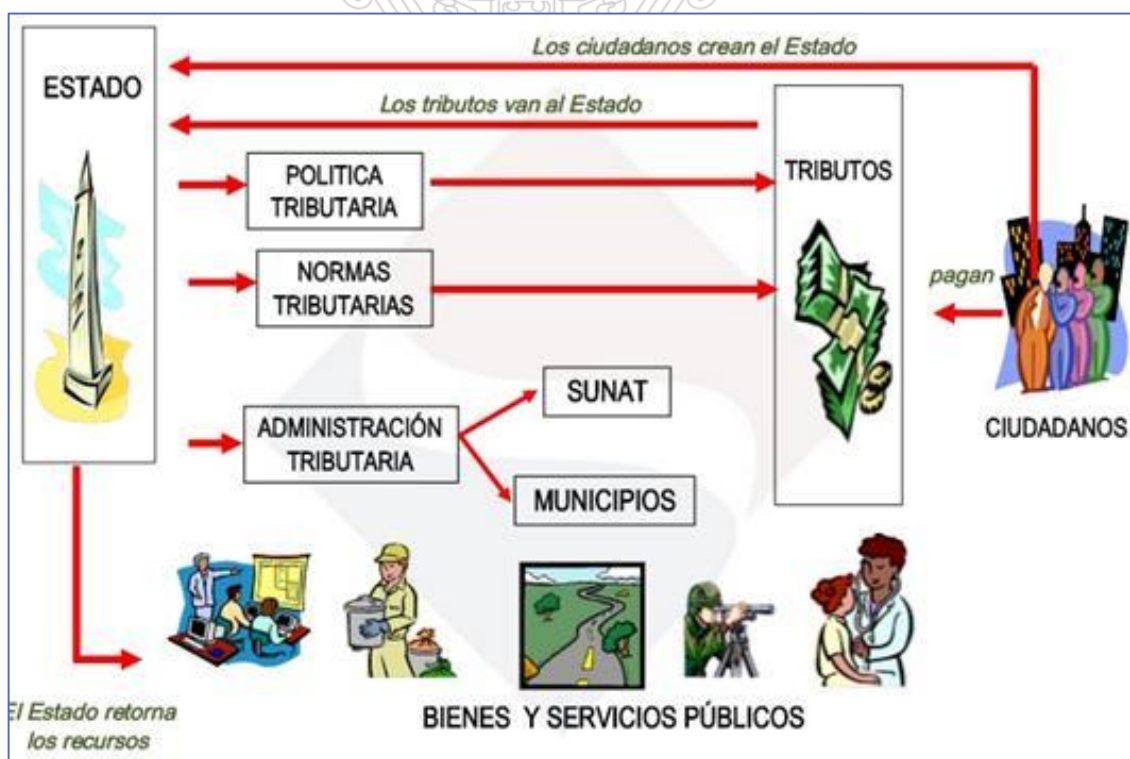 Los ciudadanos crean el Estado
ESTADO
Los tributos van al Estado
POLITICA
TRIBUTARIA
TRIBUTOS
NORMAS
TRIBUTARIAS
pagan
SUNAT
ADMINISTRACIÓN
TRIBUTARIA
CIUDADANOS
MUNICIPIOS
El Estado retorna
los recursos
BIENES Y SERVICIOS PÚBLICOS